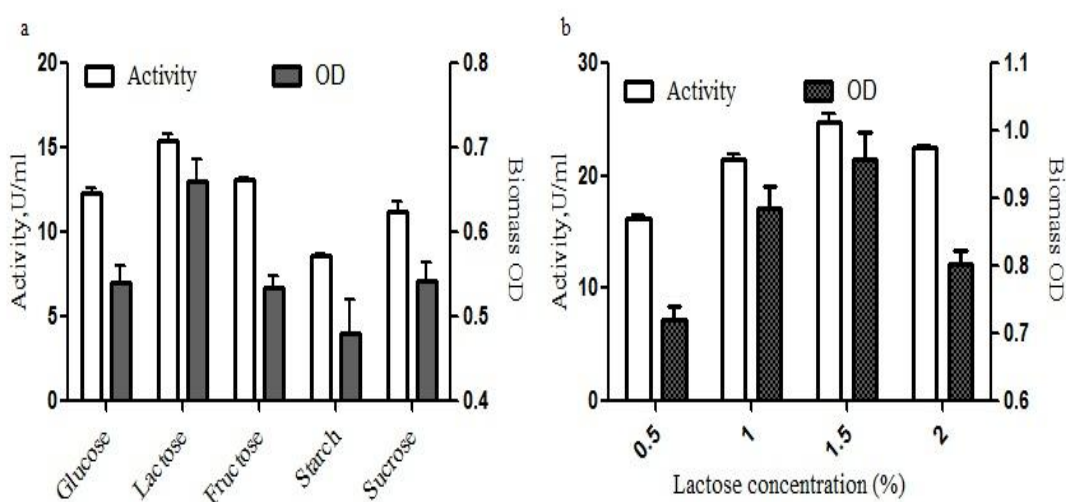 a
b
20
15
10
5
0
Activity,U/ml
Activity
OD
0.8
0.7
0.6
0.5
0.4
Biomass OD
Glucose
Lactose
Fructose
Starch
Sucrose
30
20
10
0
Activity,U/ml
Activity
OD
1.1
1.0
0.9
0.8
0.7
0.6
Biomass OD
0.5
1
1.5
2
Lactose concentration (%)